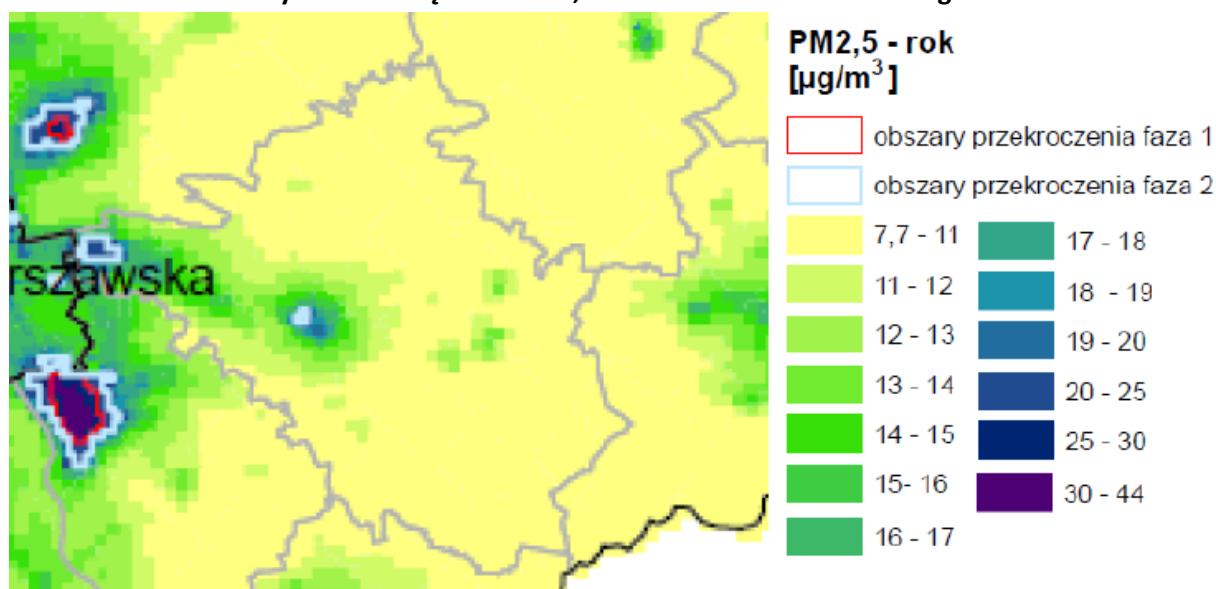 rszawska
PM2,5 - rok
[µg/m³]
obszary przekroczenia faza 1
obszary przekroczenia faza 2
7,7 - 11
11 - 12
12 - 13
13 - 14
14 - 15
15- 16
16 - 17
17 - 18
18 - 19
19 - 20
20 - 25
25 - 30
30 - 44